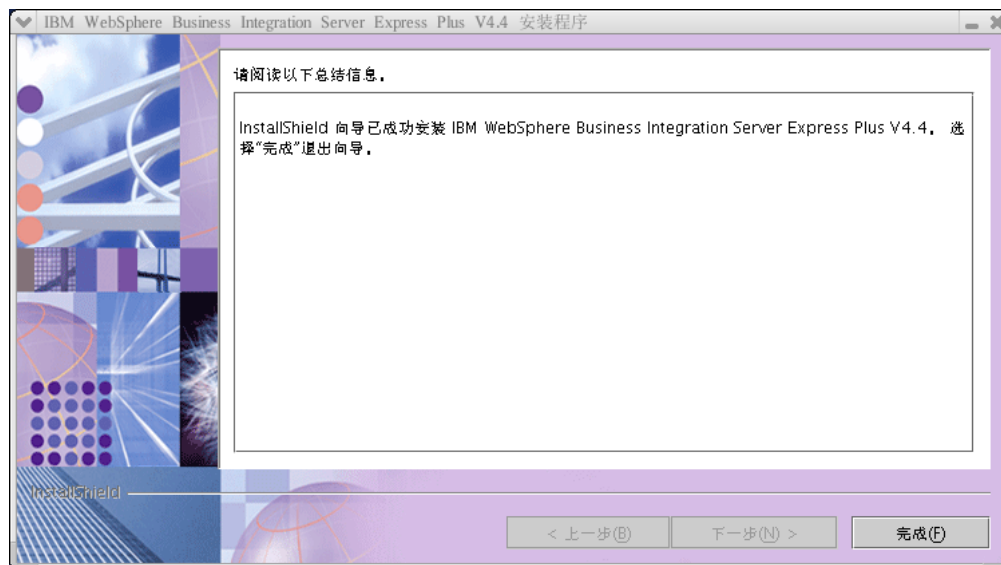 IBM WebSphere Business Integration Server Express Plus V4.4 安装程序
请阅读以下总结信息。
InstallShield 向导已成功安装 IBM WebSphere Business Integration Server Express Plus V4.4。 选
择“完成”退出向导。
InstallShield
< 上一步(B)
下一步(N) >
完成(F)